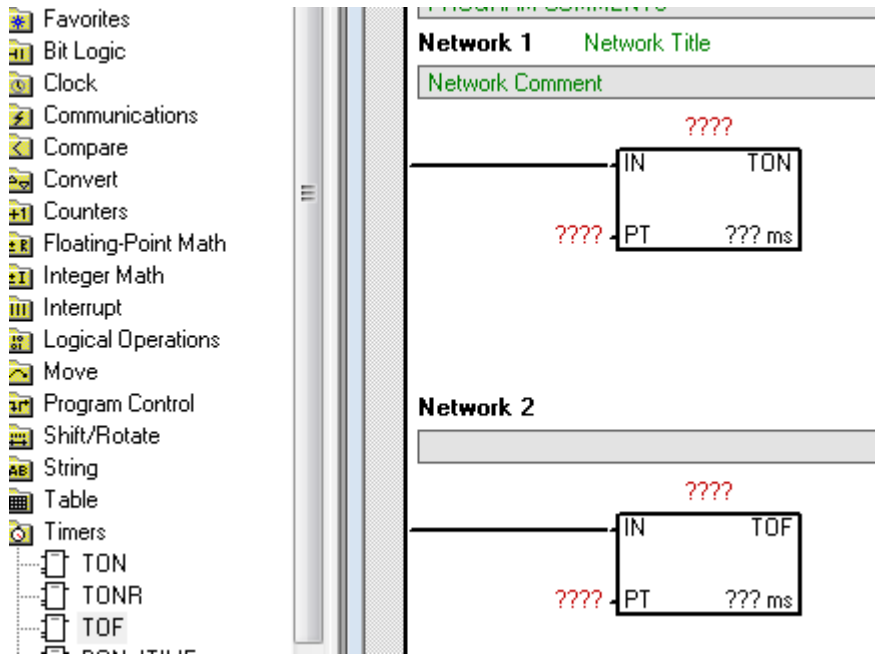 Favorites
Bit Logic
Clock
Communications
Compare
Convert
Counters
Floating-Point Math
Integer Math
Interrupt
Logical Operations
Move
Program Control
Shift/Rotate
String
Table
Timers
TON
TONR
TOF
PROGRAM COMMENTS
Network 1 Network Title
Network Comment
????
IN TON
???? PT ??? ms
Network 2
????
IN TOF
???? PT ??? ms